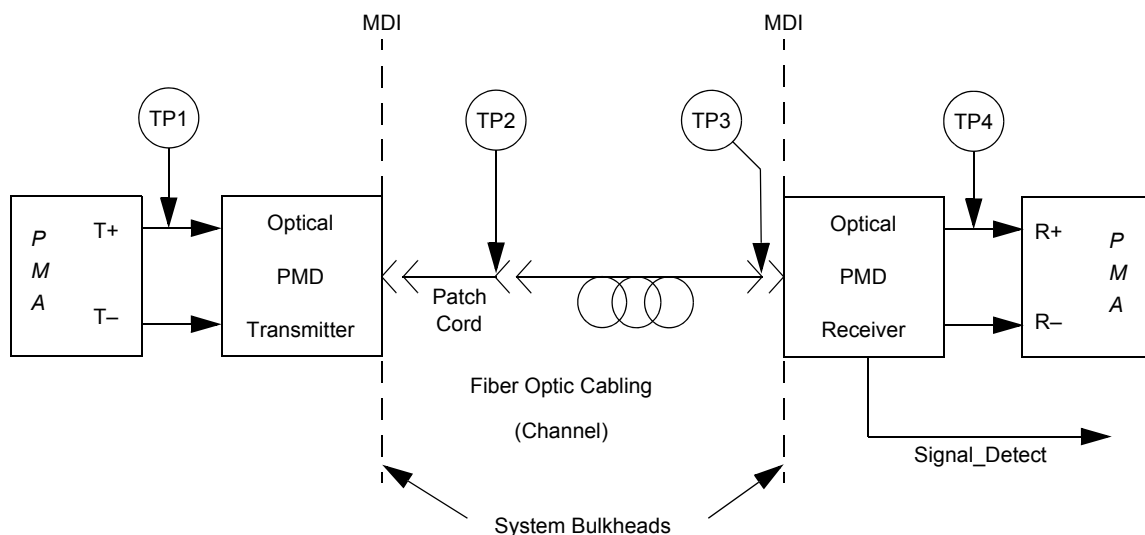 MDI
MDI
TP1
TP2
TP3
TP4
P
M
A
T+
T–
Optical
PMD
Transmitter
Patch
Cord
Optical
PMD
Receiver
R+
R–
P
M
A
Fiber Optic Cabling
(Channel)
Signal_Detect
System Bulkheads